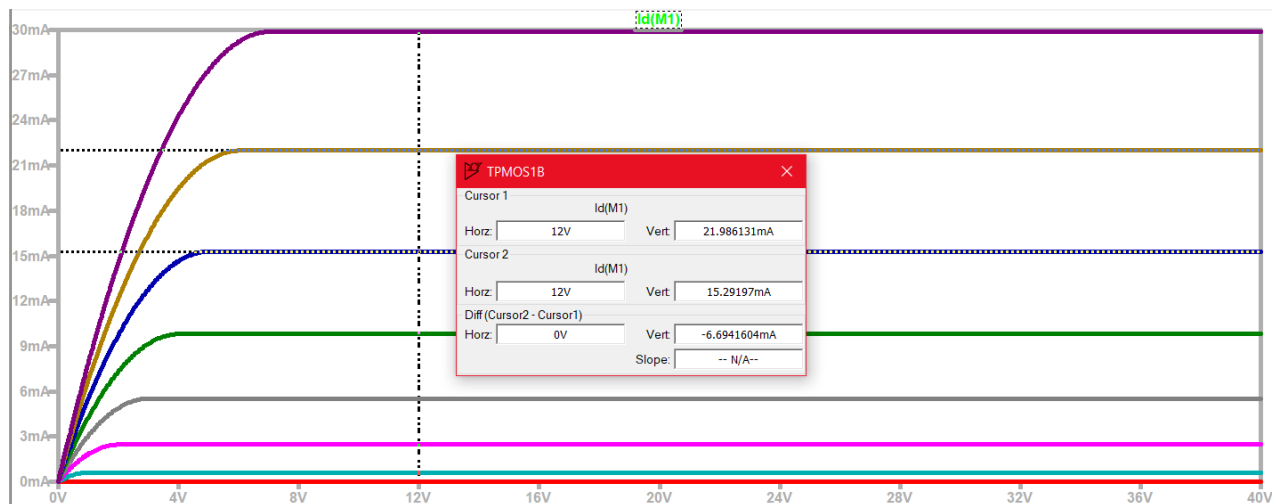 Id(M1)
30mA
27mA
24mA
21mA
18mA
15mA
12mA
9mA
6mA
3mA
0mA
0V 4V 8V 12V 16V 20V 24V 28V 32V 36V 40V
TPMOS1B
Cursor 1
Id(M1)
Horz: 12V Vert: 21.986131mA
Cursor 2
Id(M1)
Horz: 12V Vert: 15.29197mA
Diff (Cursor2 - Cursor1)
Horz: 0V Vert: -6.6941604mA
Slope: -- N/A--